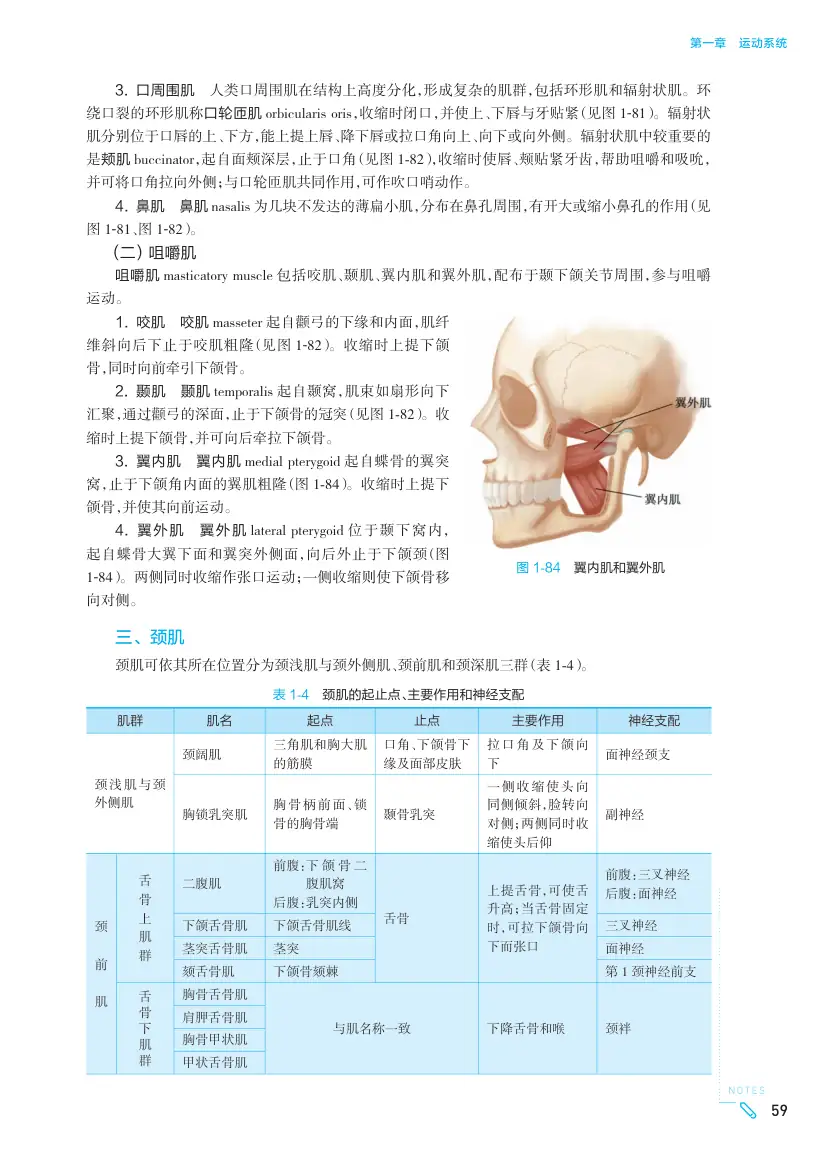 第一章　运动系统
3. 口周围肌　人类口周围肌在结构上高度分化,形成复杂的肌群,包括环形肌和辐射状肌。环
绕口裂的环形肌称口轮匝肌 orbicularis oris,收缩时闭口,并使上、下唇与牙贴紧(见图 1-81)。辐射状
肌分别位于口唇的上、下方,能上提上唇、降下唇或拉口角向上、向下或向外侧。辐射状肌中较重要的
是颊肌 buccinator,起自面颊深层,止于口角(见图 1-82),收缩时使唇、颊贴紧牙齿,帮助咀嚼和吸吮,
并可将口角拉向外侧;与口轮匝肌共同作用,可作吹口哨动作。
4. 鼻肌　鼻肌 nasalis 为几块不发达的薄扁小肌,分布在鼻孔周围,有开大或缩小鼻孔的作用(见
图 1-81、图 1-82)。
(二) 咀嚼肌
咀嚼肌 masticatory muscle 包括咬肌、颞肌、翼内肌和翼外肌,配布于颞下颌关节周围,参与咀嚼
运动。
1. 咬肌　咬肌 masseter 起自颧弓的下缘和内面,肌纤
维斜向后下止于咬肌粗隆(见图 1-82)。收缩时上提下颌
骨,同时向前牵引下颌骨。
2. 颞肌　颞肌 temporalis 起自颞窝,肌束如扇形向下
汇聚,通过颧弓的深面,止于下颌骨的冠突(见图 1-82)。收
缩时上提下颌骨,并可向后牵拉下颌骨。
3. 翼内肌　翼内肌 medial pterygoid 起自蝶骨的翼突
窝,止于下颌角内面的翼肌粗隆(图 1-84)。收缩时上提下
颌骨,并使其向前运动。
4. 翼外肌　翼外肌 lateral pterygoid 位于颞下窝内,
起自蝶骨大翼下面和翼突外侧面,向后外止于下颌颈(图
1-84)。两侧同时收缩作张口运动;一侧收缩则使下颌骨移
向对侧。
翼外肌
翼内肌
图 1-84　翼内肌和翼外肌
三、颈肌
颈肌可依其所在位置分为颈浅肌与颈外侧肌、颈前肌和颈深肌三群(表 1-4)。
表 1-4　颈肌的起止点、主要作用和神经支配
肌群　肌名　起点　止点　主要作用　神经支配
颈浅肌与颈
外侧肌
颈阔肌
三角肌和胸大肌
的筋膜
口角、下颌骨下
缘及面部皮肤
拉口角及下颌向
下
面神经颈支
胸锁乳突肌
胸骨柄前面、锁
骨的胸骨端
颞骨乳突
一侧收缩使头向
同侧倾斜,脸转向
对侧;两侧同时收
缩使头后仰
副神经
颈
前
肌
舌
骨
上
肌
群
二腹肌
前腹:下颌骨二
腹肌窝
后腹:乳突内侧
舌骨
上提舌骨,可使舌
升高;当舌骨固定
时,可拉下颌骨向
下而张口
前腹:三叉神经
后腹:面神经
下颌舌骨肌　下颌舌骨肌线　三叉神经
茎突舌骨肌　茎突　面神经
颏舌骨肌　下颌骨颏棘　第 1 颈神经前支
舌
骨
下
肌
群
胸骨舌骨肌
肩胛舌骨肌
胸骨甲状肌
甲状舌骨肌
与肌名称一致　下降舌骨和喉　颈袢
NOTES
59